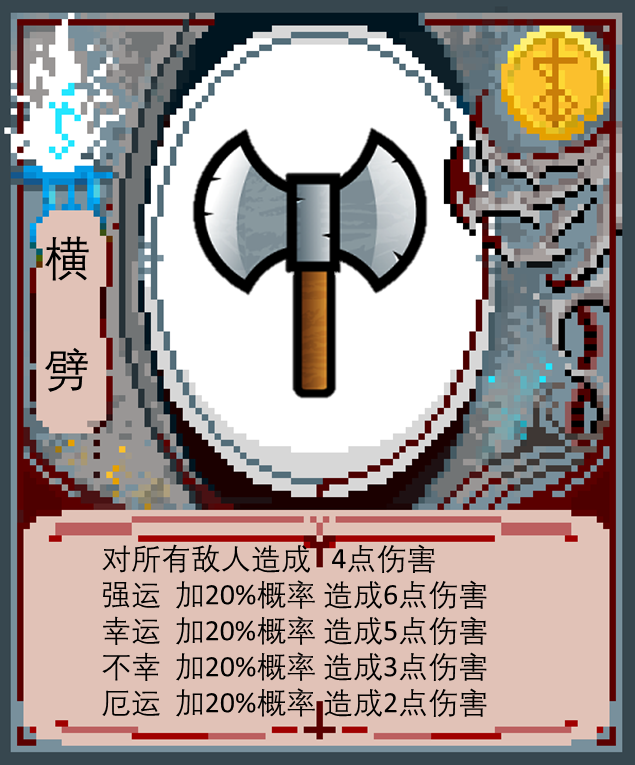 横劈
对所有敌人造成 4点伤害
强运 加20%概率 造成6点伤害
幸运 加20%概率 造成5点伤害
不幸 加20%概率 造成3点伤害
厄运 加20%概率 造成2点伤害